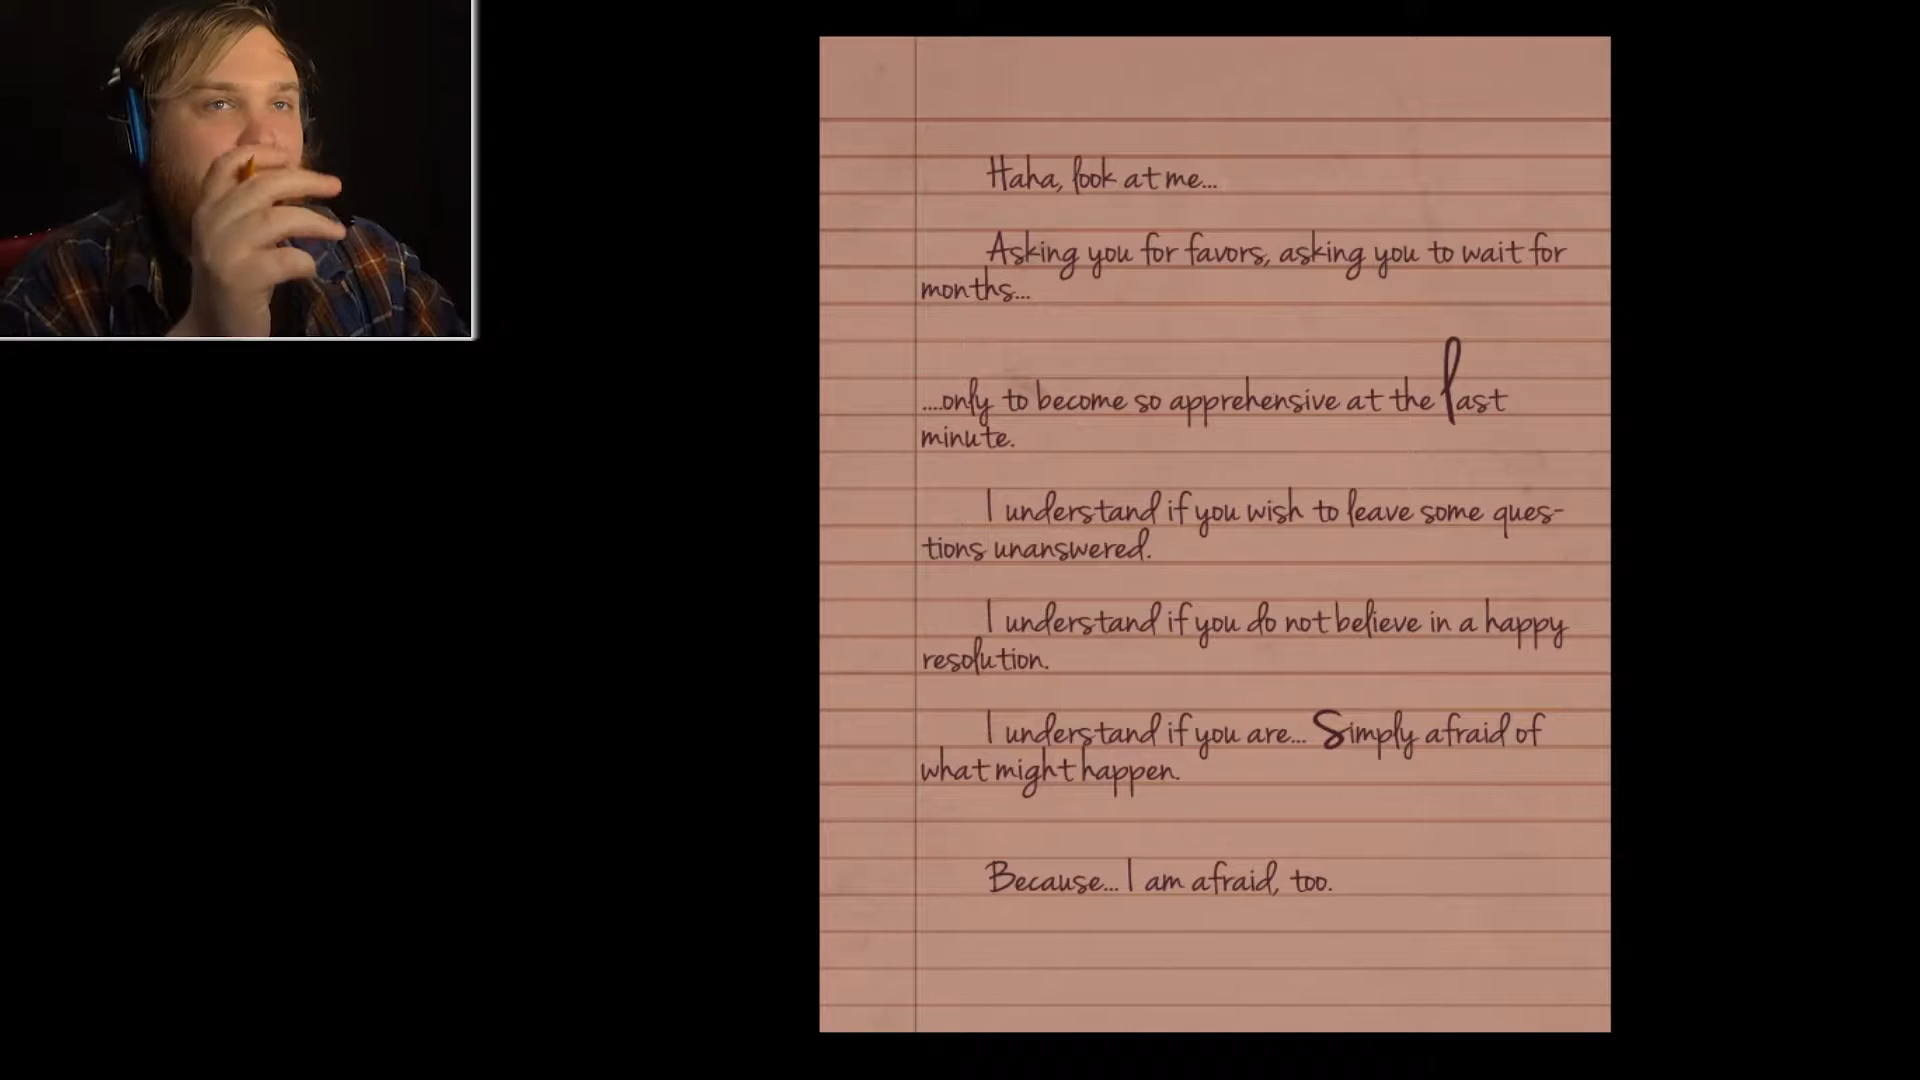 Haha, look at me...
Asking you for favors, asking you to wait for
months...
....only to become so apprehensive at the last
minute.
I understand if you wish to leave some ques-
tions unanswered.
I understand if you do not believe in a happy
resolution.
I understand if you are... Simply afraid of
what might happen.
Because... I am afraid, too.